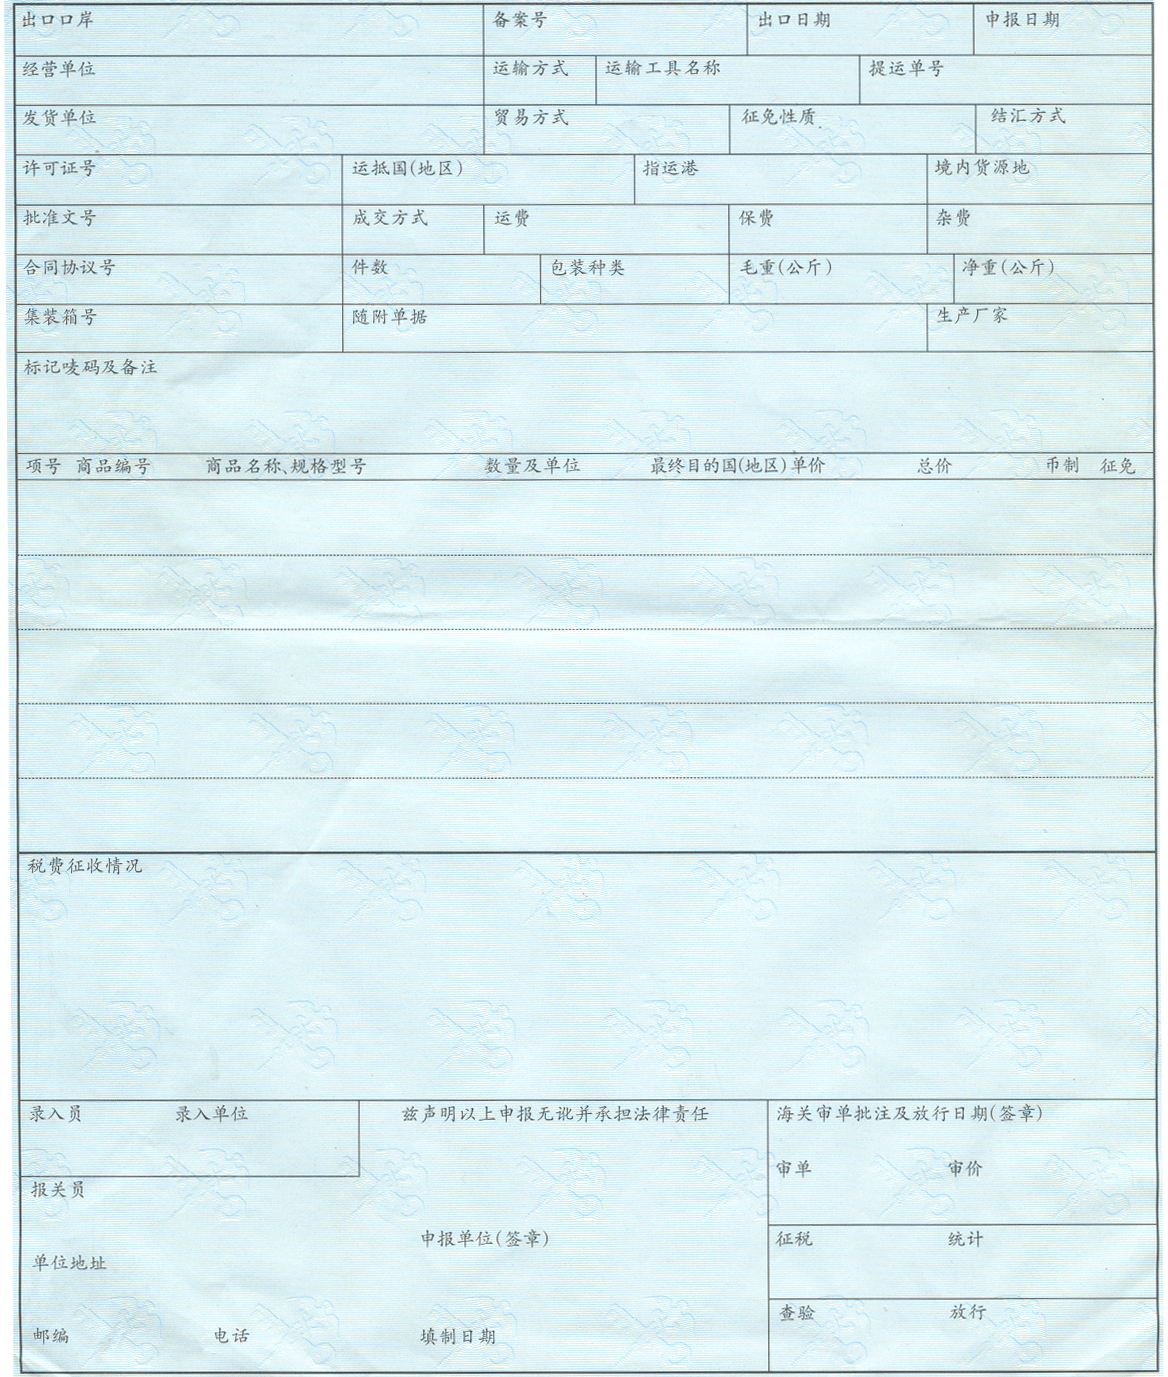 出口口岸 备案号 出口日期 申报日期
经营单位 运输方式 运输工具名称 提运单号
发货单位 贸易方式 征免性质 结汇方式
许可证号 运抵国(地区) 指运港 境内货源地
批准文号 成交方式 运费 保费 杂费
合同协议号 件数 包装种类 毛重(公斤) 净重(公斤)
集装箱号 随附单据 生产厂家
标记唛码及备注
项号 商品编号 商品名称、规格型号 数量及单位 最终目的国(地区)单价 总价 币制 征免
税费征收情况
录入员 录入单位 兹声明以上申报无讹并承担法律责任 海关审单批注及放行日期(签章)
审单 审价
报关员
申报单位(签章) 征税 统计
单位地址
查验 放行
邮编 电话 填制日期